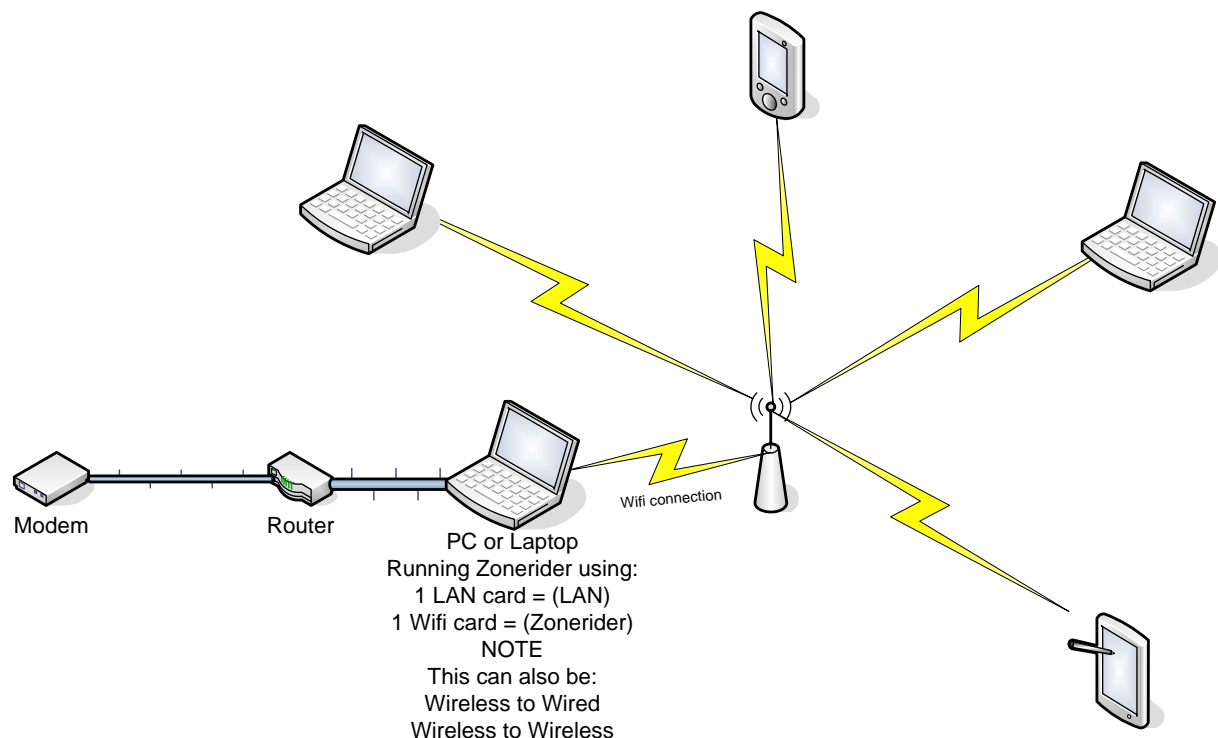 Wifi connection
Modem
Router
PC or Laptop
Running Zonerider using:
1 LAN card = (LAN)
1 Wifi card = (Zonerider)
NOTE
This can also be:
Wireless to Wired
Wireless to Wireless